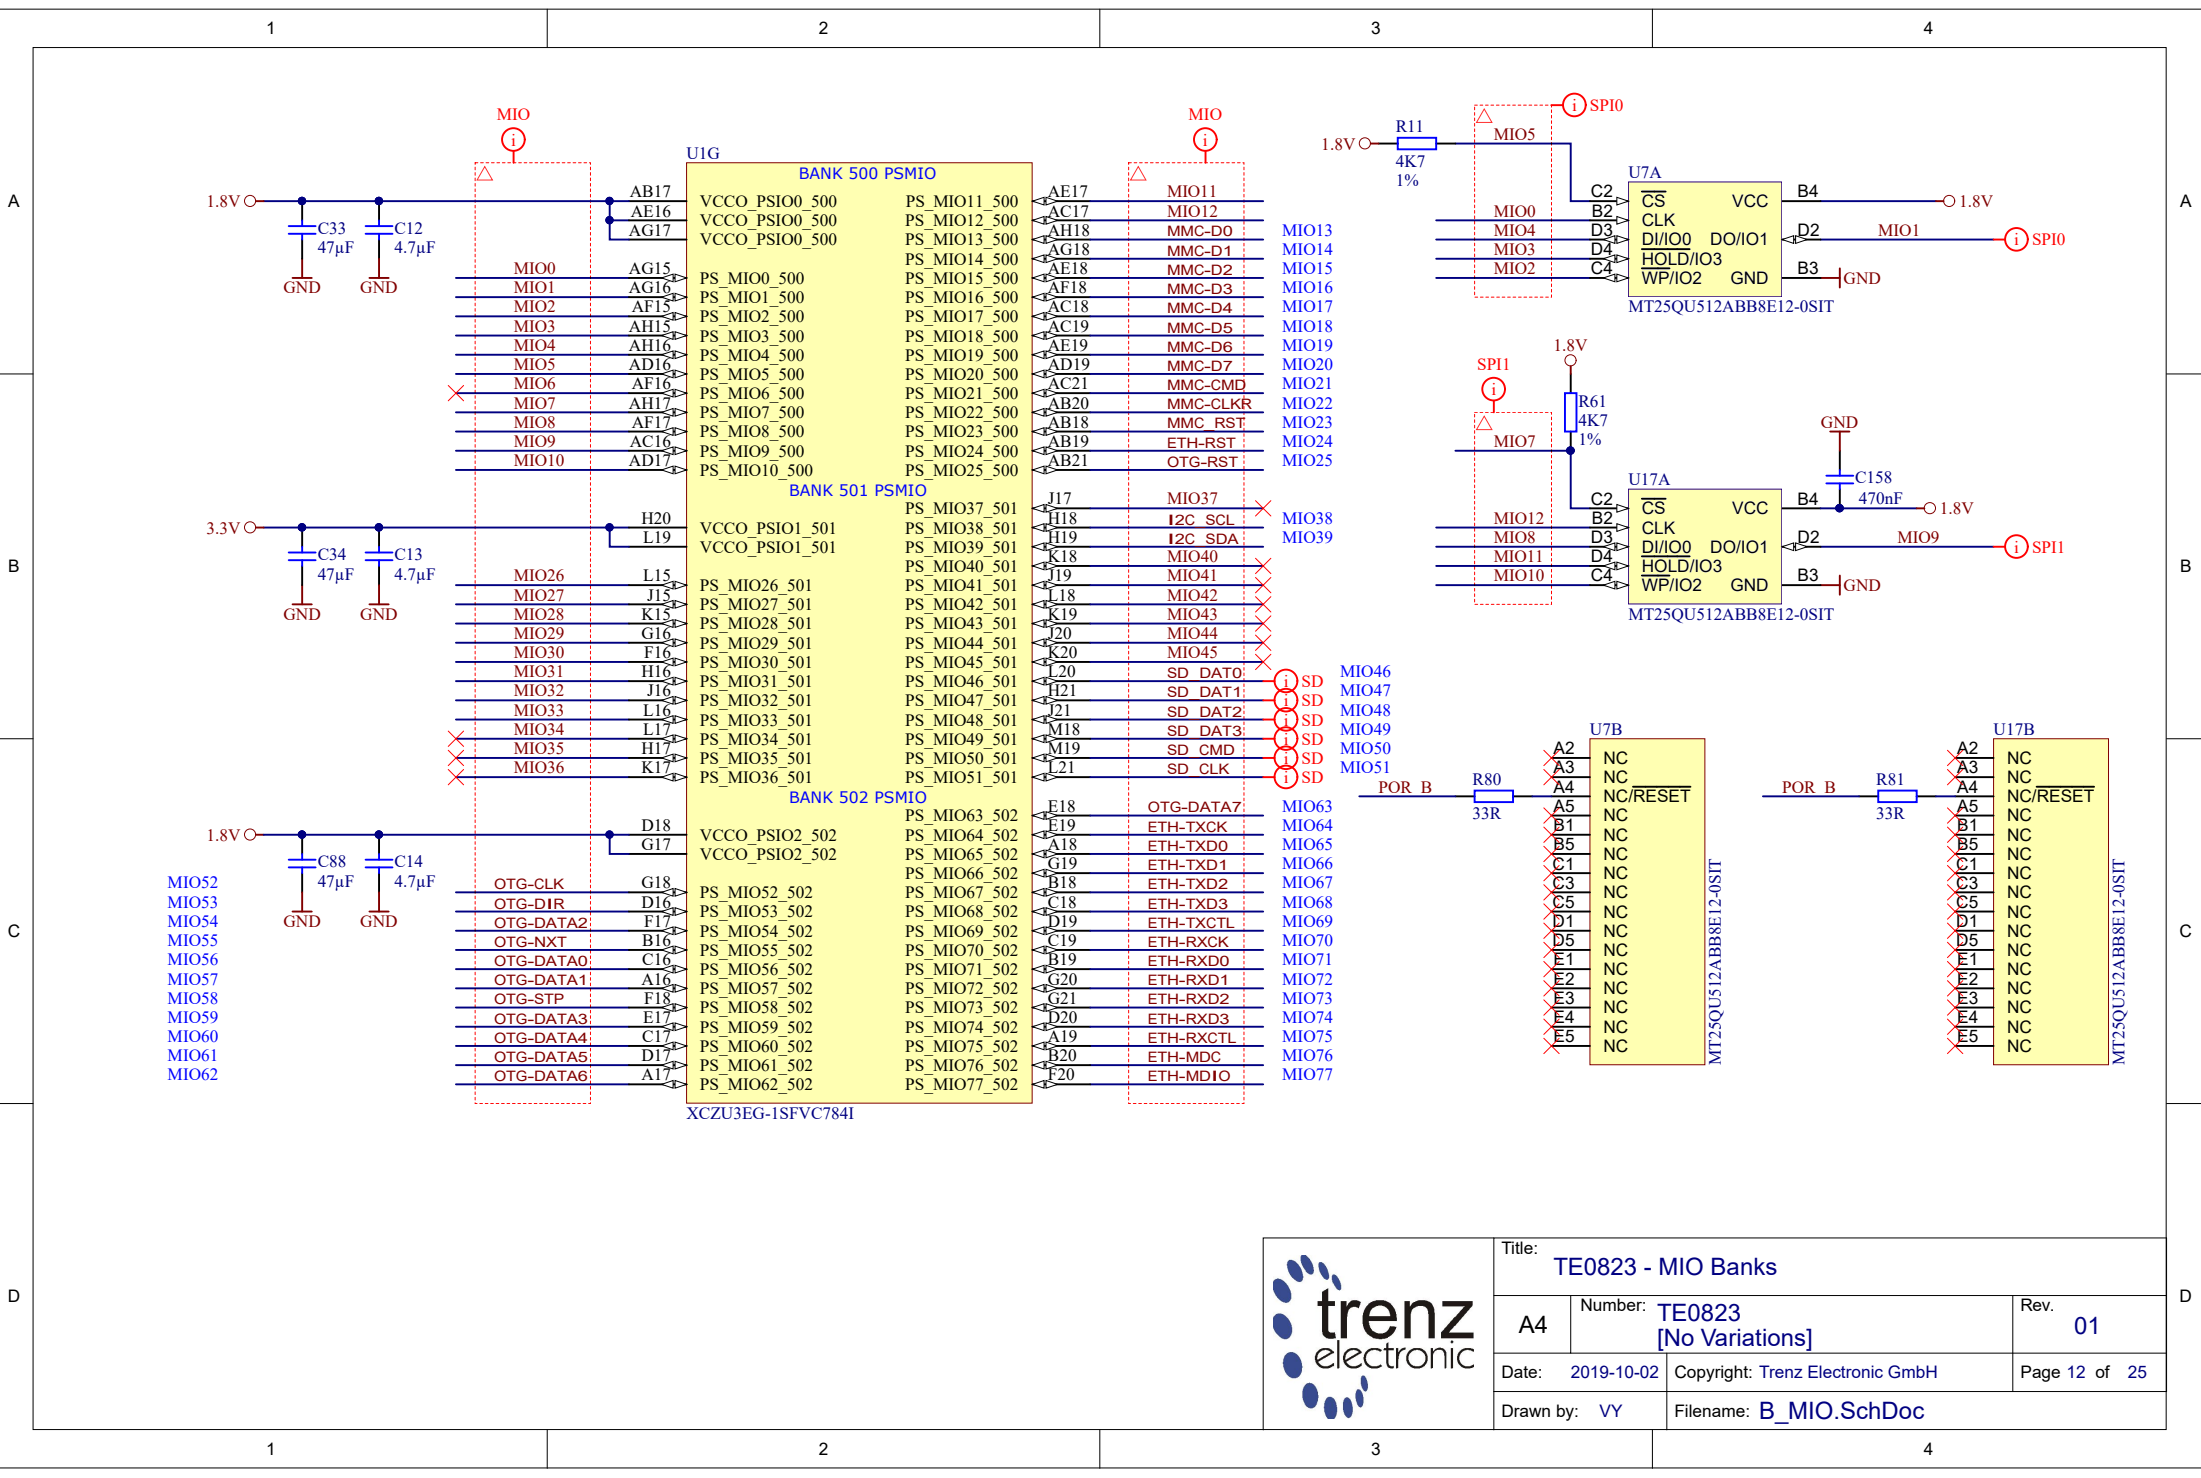 1 2 3 4
A A
B B
C C
D D
MIO
MIO
U1G
BANK 500 PSMIO
1.8V
C33
47µF
C12
4.7µF
GND GND
AB17 VCCO_PSIO0_500
AE16 VCCO_PSIO0_500
AG17 VCCO_PSIO0_500
MIO0 AG15 PS_MIO0_500
MIO1 AG16 PS_MIO1_500
MIO2 AF15 PS_MIO2_500
MIO3 AH15 PS_MIO3_500
MIO4 AH16 PS_MIO4_500
MIO5 AD16 PS_MIO5_500
MIO6 AF16 PS_MIO6_500
MIO7 AH17 PS_MIO7_500
MIO8 AF17 PS_MIO8_500
MIO9 AC16 PS_MIO9_500
MIO10 AD17 PS_MIO10_500
PS_MIO11_500 AE17 MIO11
PS_MIO12_500 AC17 MIO12
PS_MIO13_500 AH18 MMC-D0 MIO13
PS_MIO14_500 AG18 MMC-D1 MIO14
PS_MIO15_500 AE18 MMC-D2 MIO15
PS_MIO16_500 AF18 MMC-D3 MIO16
PS_MIO17_500 AC18 MMC-D4 MIO17
PS_MIO18_500 AC19 MMC-D5 MIO18
PS_MIO19_500 AE19 MMC-D6 MIO19
PS_MIO20_500 AD19 MMC-D7 MIO20
PS_MIO21_500 AC21 MMC-CMD MIO21
PS_MIO22_500 AB20 MMC-CLKR MIO22
PS_MIO23_500 AB18 MMC_RST MIO23
PS_MIO24_500 AB19 ETH-RST MIO24
PS_MIO25_500 AB21 OTG-RST MIO25
BANK 501 PSMIO
3.3V
C34
47µF
C13
4.7µF
GND GND
H20 VCCO_PSIO1_501
L19 VCCO_PSIO1_501
MIO26 L15 PS_MIO26_501
MIO27 J15 PS_MIO27_501
MIO28 K15 PS_MIO28_501
MIO29 G16 PS_MIO29_501
MIO30 F16 PS_MIO30_501
MIO31 H16 PS_MIO31_501
MIO32 J16 PS_MIO32_501
MIO33 L16 PS_MIO33_501
MIO34 L17 PS_MIO34_501
MIO35 H17 PS_MIO35_501
MIO36 K17 PS_MIO36_501
PS_MIO37_501 J17 MIO37
PS_MIO38_501 H18 I2C_SCL MIO38
PS_MIO39_501 H19 I2C_SDA MIO39
PS_MIO40_501 K18 MIO40
PS_MIO41_501 J19 MIO41
PS_MIO42_501 L18 MIO42
PS_MIO43_501 K19 MIO43
PS_MIO44_501 J20 MIO44
PS_MIO45_501 K20 MIO45
PS_MIO46_501 L20 SD_DAT0 SD MIO46
PS_MIO47_501 H21 SD_DAT1 SD MIO47
PS_MIO48_501 J21 SD_DAT2 SD MIO48
PS_MIO49_501 M18 SD_DAT3 SD MIO49
PS_MIO50_501 M19 SD_CMD SD MIO50
PS_MIO51_501 L21 SD_CLK SD MIO51
BANK 502 PSMIO
1.8V
C88
47µF
C14
4.7µF
GND GND
D18 VCCO_PSIO2_502
G17 VCCO_PSIO2_502
MIO52 OTG-CLK G18 PS_MIO52_502
MIO53 OTG-DIR D16 PS_MIO53_502
MIO54 OTG-DATA2 F17 PS_MIO54_502
MIO55 OTG-NXT B16 PS_MIO55_502
MIO56 OTG-DATA0 C16 PS_MIO56_502
MIO57 OTG-DATA1 A16 PS_MIO57_502
MIO58 OTG-STP F18 PS_MIO58_502
MIO59 OTG-DATA3 E17 PS_MIO59_502
MIO60 OTG-DATA4 C17 PS_MIO60_502
MIO61 OTG-DATA5 D17 PS_MIO61_502
MIO62 OTG-DATA6 A17 PS_MIO62_502
PS_MIO63_502 E18 OTG-DATA7 MIO63
PS_MIO64_502 E19 ETH-TXCK MIO64
PS_MIO65_502 A18 ETH-TXD0 MIO65
PS_MIO66_502 G19 ETH-TXD1 MIO66
PS_MIO67_502 B18 ETH-TXD2 MIO67
PS_MIO68_502 C18 ETH-TXD3 MIO68
PS_MIO69_502 D19 ETH-TXCTL MIO69
PS_MIO70_502 C19 ETH-RXCK MIO70
PS_MIO71_502 B19 ETH-RXD0 MIO71
PS_MIO72_502 G20 ETH-RXD1 MIO72
PS_MIO73_502 G21 ETH-RXD2 MIO73
PS_MIO74_502 D20 ETH-RXD3 MIO74
PS_MIO75_502 A19 ETH-RXCTL MIO75
PS_MIO76_502 B20 ETH-MDC MIO76
PS_MIO77_502 F20 ETH-MDIO MIO77
XCZU3EG-1SFVC784I
SPI0
1.8V R11 MIO5
4K7
1%
U7A
C2 CS VCC B4 1.8V
MIO0 B2 CLK
MIO4 D3 DI/IO0 DO/IO1 D2 MIO1 SPI0
MIO3 D4 HOLD/IO3
MIO2 C4 WP/IO2 GND B3 GND
MT25QU512ABB8E12-0SIT
SPI1
1.8V
R61
4K7
1%
MIO7
GND
C158
470nF
U17A
C2 CS VCC B4 1.8V
MIO12 B2 CLK
MIO8 D3 DI/IO0 DO/IO1 D2 MIO9 SPI1
MIO11 D4 HOLD/IO3
MIO10 C4 WP/IO2 GND B3 GND
MT25QU512ABB8E12-0SIT
U7B
A2 NC
A3 NC
POR_B R80 33R A4 NC/RESET
A5 NC
B1 NC
B5 NC
C1 NC
C3 NC
C5 NC
D1 NC
D5 NC
E1 NC
E2 NC
E3 NC
E4 NC
E5 NC
MT25QU512ABB8E12-0SIT
U17B
A2 NC
A3 NC
POR_B R81 33R A4 NC/RESET
A5 NC
B1 NC
B5 NC
C1 NC
C3 NC
C5 NC
D1 NC
D5 NC
E1 NC
E2 NC
E3 NC
E4 NC
E5 NC
MT25QU512ABB8E12-0SIT
trenz
electronic
Title:
TE0823 - MIO Banks
A4 Number: TE0823
[No Variations]
Rev.
01
Date: 2019-10-02 Copyright: Trenz Electronic GmbH Page 12 of 25
Drawn by: VY Filename: B_MIO.SchDoc
1 2 3 4